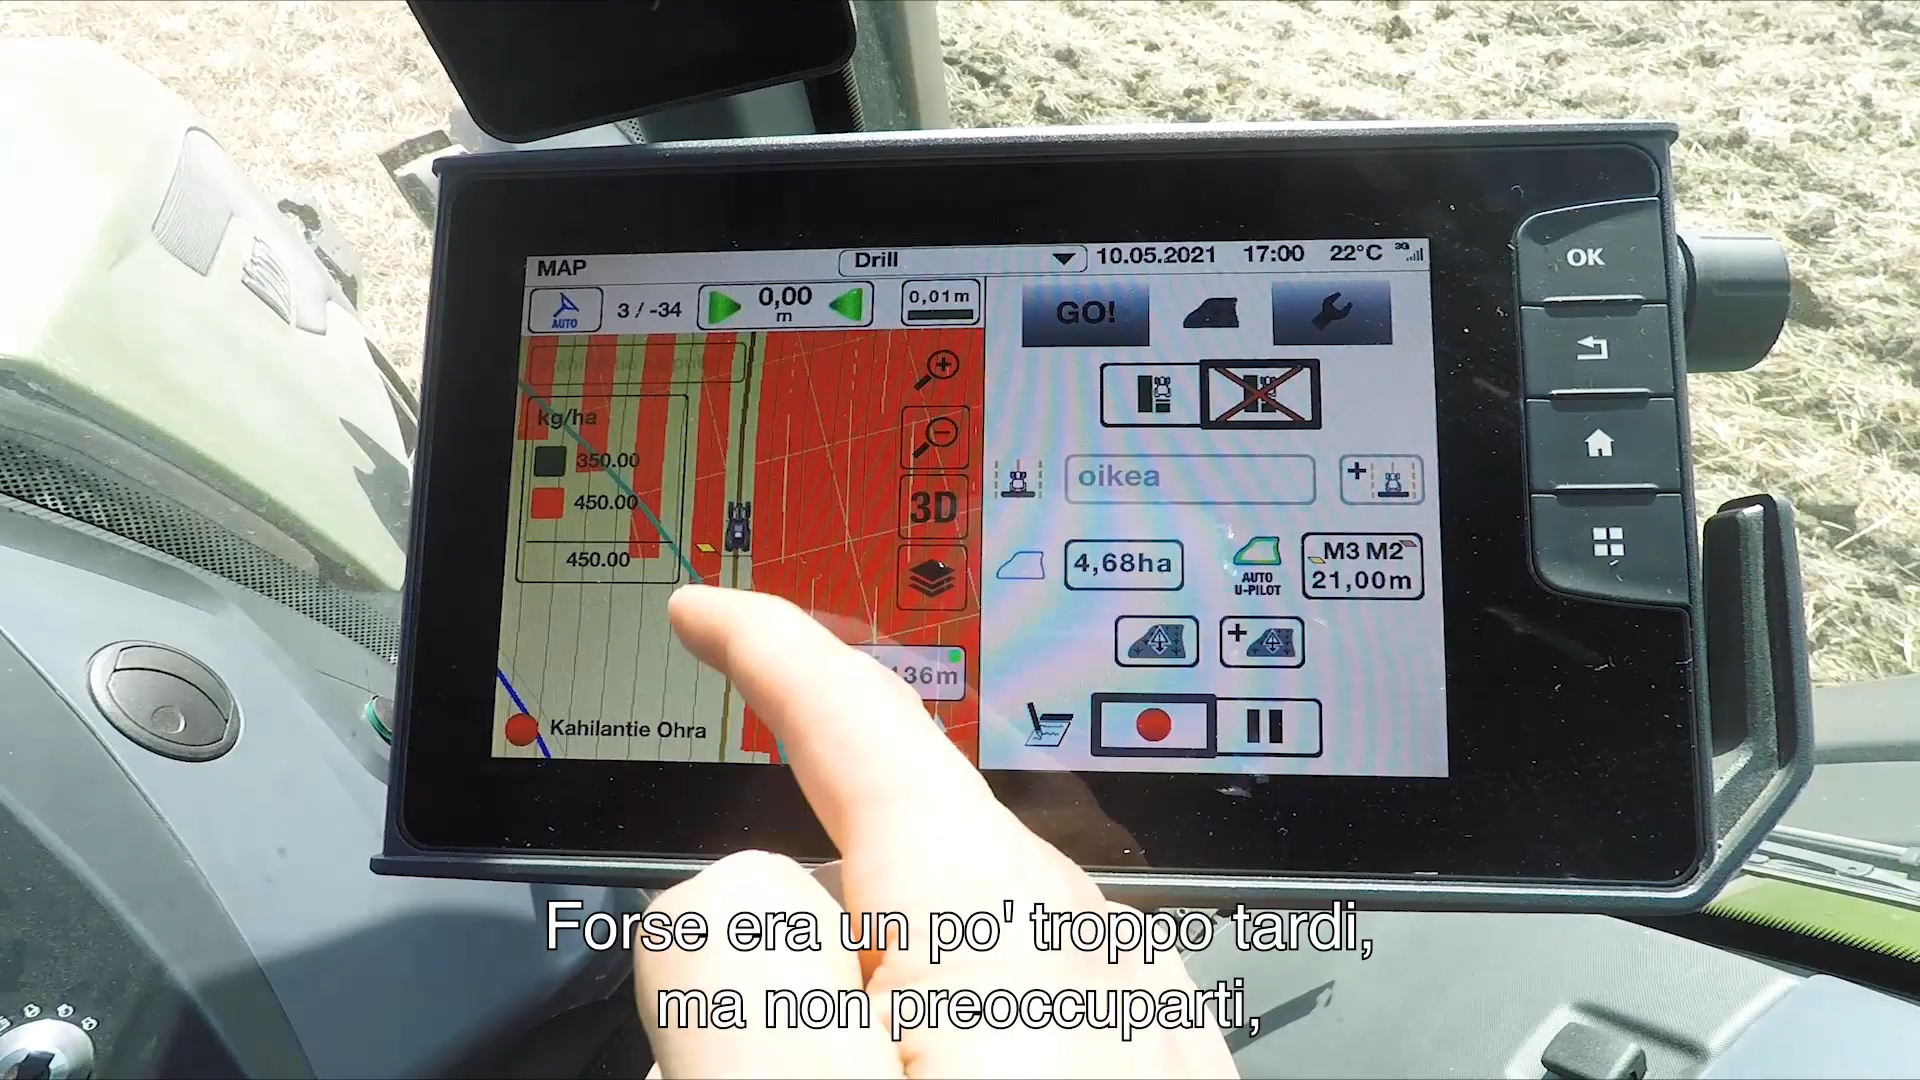 MAP
Drill
10.05.2021
17:00
22°C
3G
AUTO
3 / -34
0,00
m
0,01m
GO!
kg/ha
350.00
450.00
450.00
3D
oikea
+
4,68ha
AUTO
U-PILOT
M3 M2
21,00m
+
136m
Kahilantie Ohra
OK
Forse era un po' troppo tardi,
ma non preoccuparti,